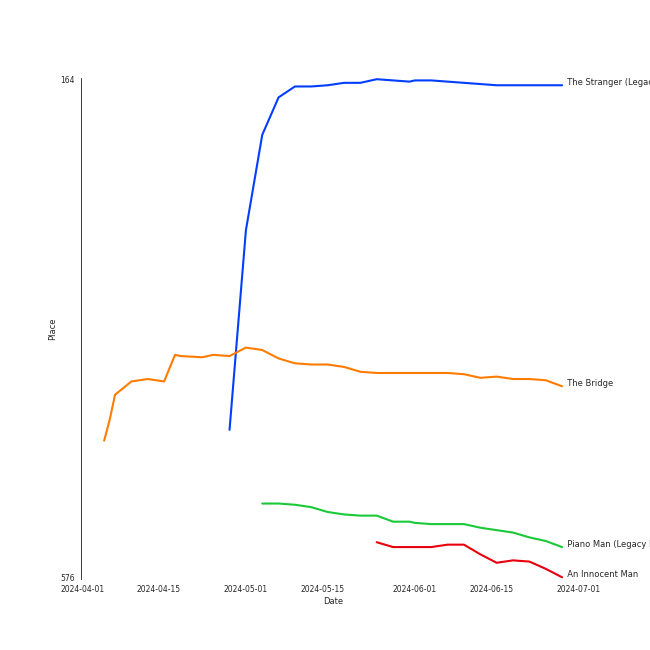 164
The Stranger (Legac
Place
The Bridge
Piano Man (Legacy
An Innocent Man
576
2024-04-01 2024-04-15 2024-05-01 2024-05-15 2024-06-01 2024-06-15 2024-07-01
Date